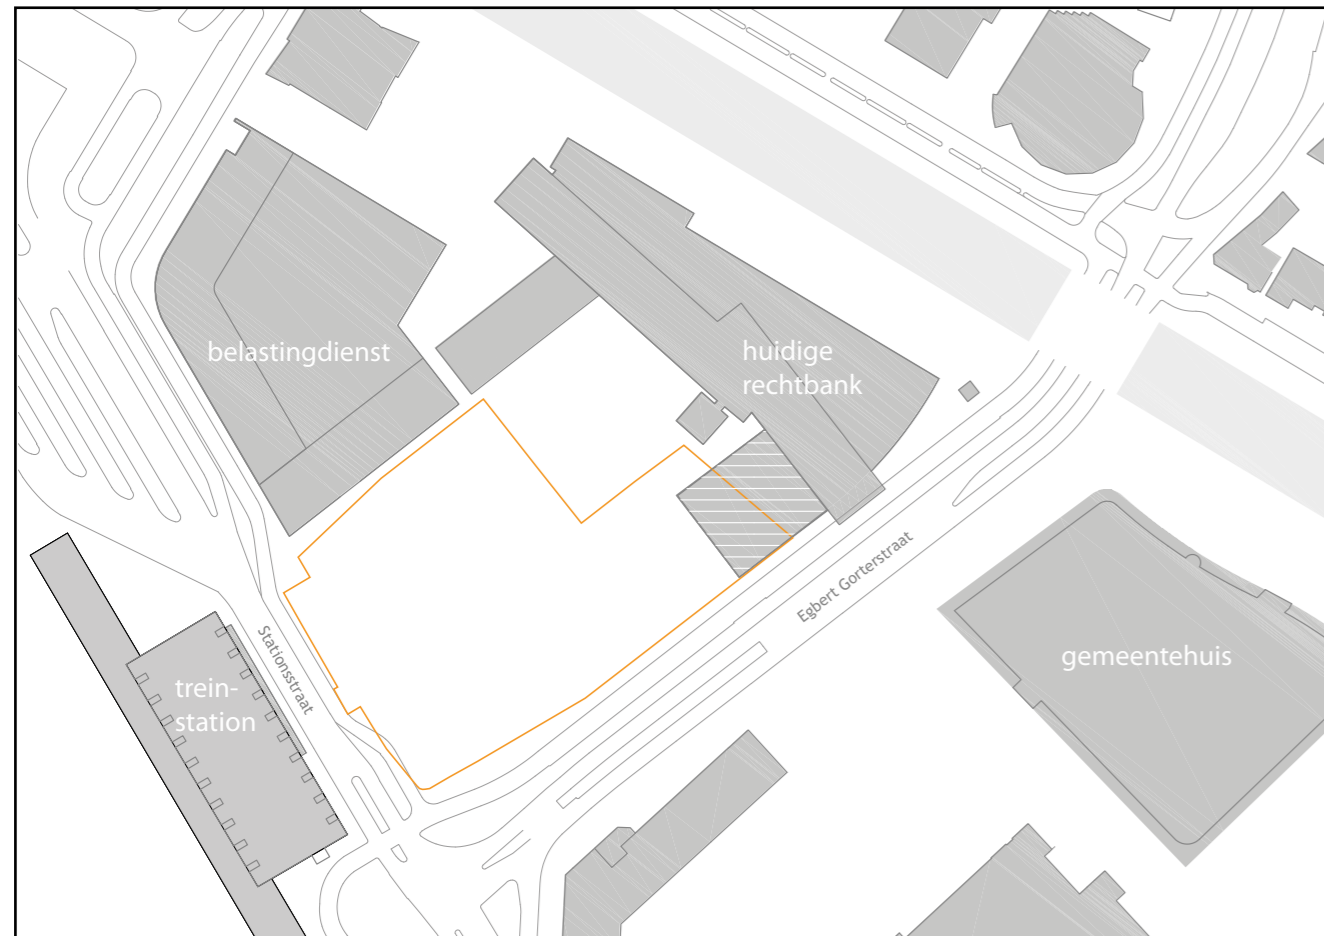 belastingdienst
huidige
rechtbank
Egbert Gorterstraat
Stationsstraat
trein-
station
gemeentehuis